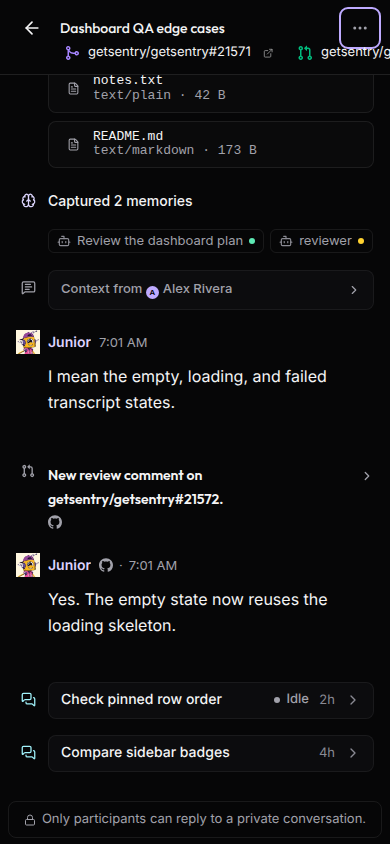 Dashboard QA edge cases
getsentry/getsentry#21571
getsentry/g
notes.txt
text/plain · 42 B
README.md
text/markdown · 173 B
Captured 2 memories
Review the dashboard plan
reviewer
Context from A Alex Rivera
Junior 7:01 AM
I mean the empty, loading, and failed
transcript states.
New review comment on
getsentry/getsentry#21572.
Junior · 7:01 AM
Yes. The empty state now reuses the
loading skeleton.
Check pinned row order Idle 2h
Compare sidebar badges 4h
Only participants can reply to a private conversation.